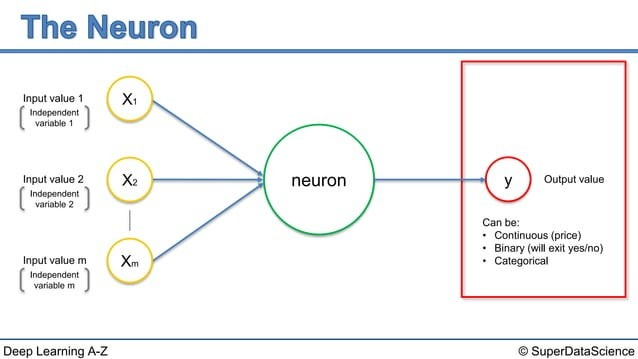 The Neuron
Input value 1
Independent
variable 1
X1
Input value 2
Independent
variable 2
X2
Input value m
Independent
variable m
Xm
neuron
y
Output value
Can be:
• Continuous (price)
• Binary (will exit yes/no)
• Categorical
Deep Learning A-Z
© SuperDataScience